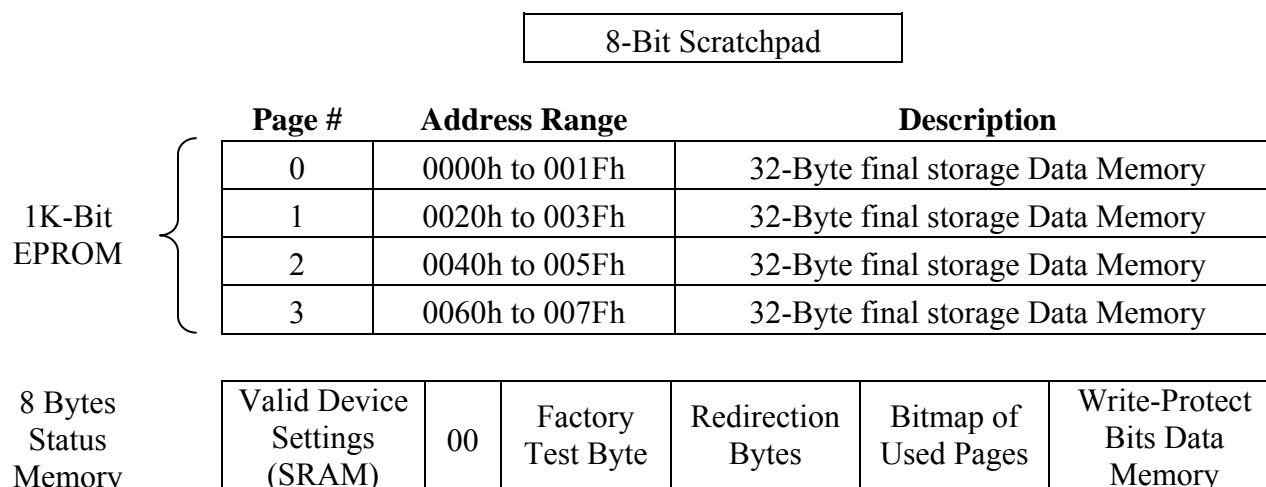 8-Bit Scratchpad
Page # Address Range Description
0 0000h to 001Fh 32-Byte final storage Data Memory
1K-Bit
EPROM
1 0020h to 003Fh 32-Byte final storage Data Memory
2 0040h to 005Fh 32-Byte final storage Data Memory
3 0060h to 007Fh 32-Byte final storage Data Memory
8 Bytes
Status
Memory
Valid Device
Settings
(SRAM)
00
Factory
Test Byte
Redirection
Bytes
Bitmap of
Used Pages
Write-Protect
Bits Data
Memory